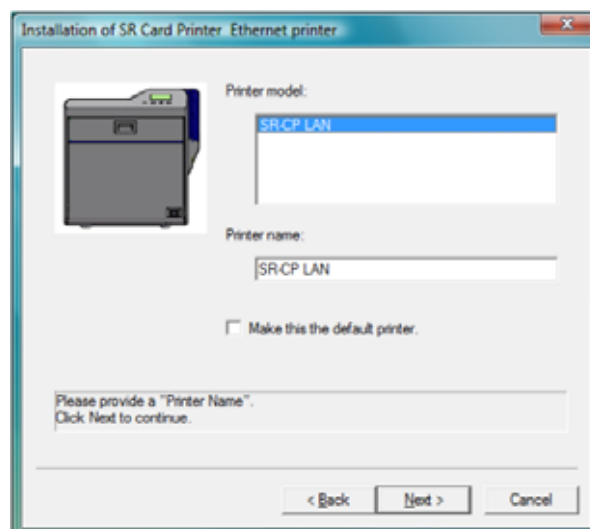 Installation of SR Card Printer Ethernet printer
Printer model:
SR-CP LAN
Printer name:
SR-CP LAN
Make this the default printer.
Please provide a "Printer Name".
Click Next to continue.
< Back
Next >
Cancel